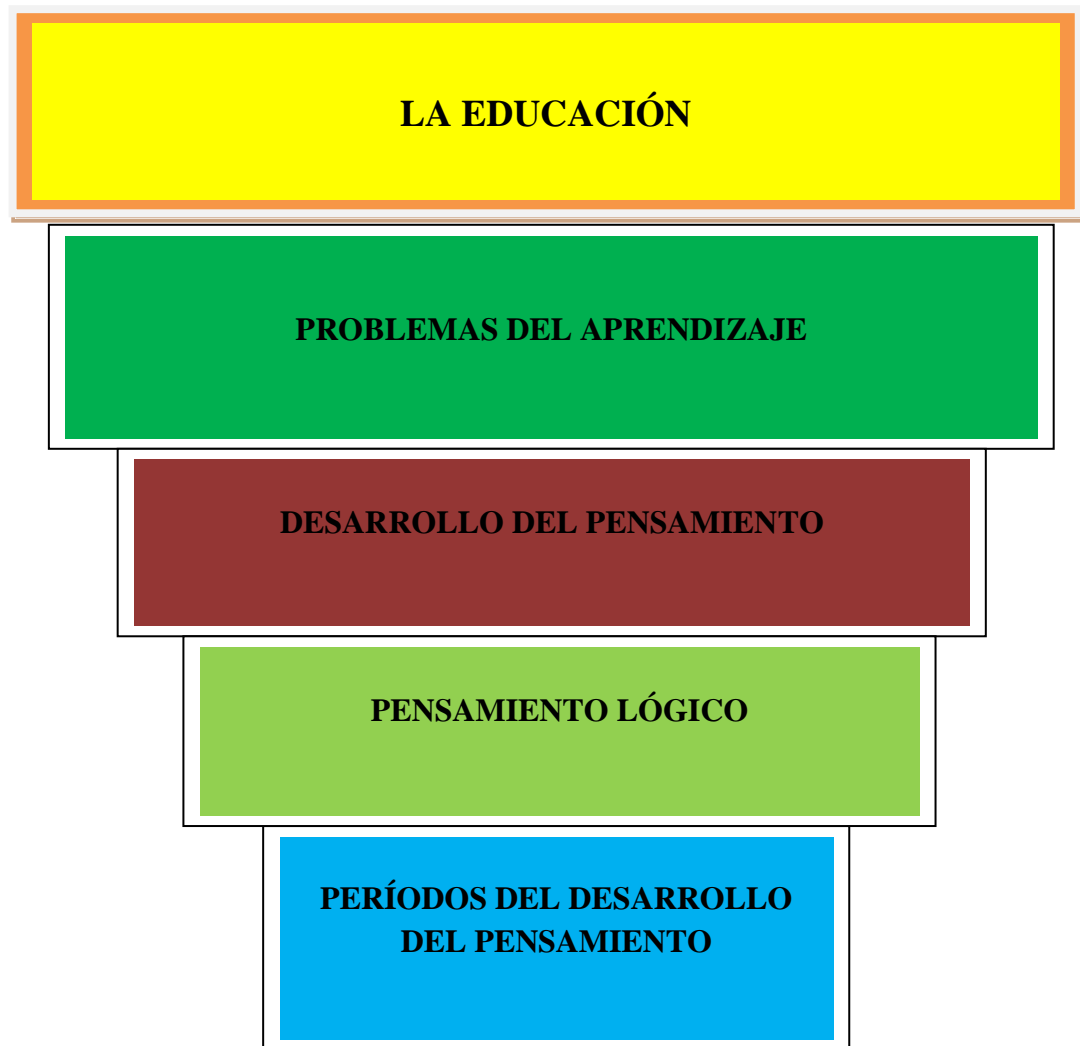 LA EDUCACIÓN
PROBLEMAS DEL APRENDIZAJE
DESARROLLO DEL PENSAMIENTO
PENSAMIENTO LÓGICO
PERÍODOS DEL DESARROLLO
DEL PENSAMIENTO